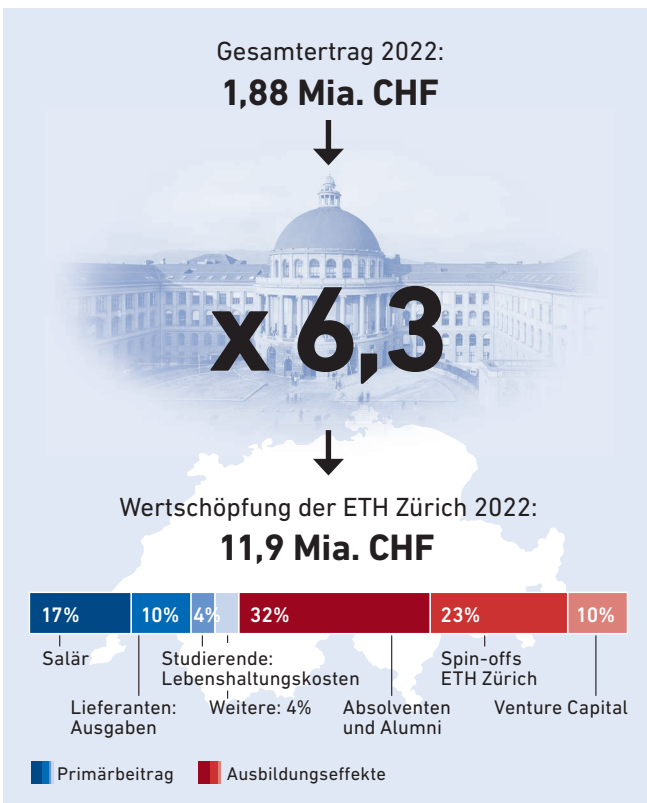 Gesamtertrag 2022:
1,88 Mia. CHF
x 6,3
Wertschöpfung der ETH Zürich 2022:
11,9 Mia. CHF
17% 10% 4% 32% 23% 10%
Salär
Studierende:
Lebenshaltungskosten
Spin-offs
ETH Zürich
Lieferanten:
Ausgaben
Weitere: 4%
Absolventen
und Alumni
Venture Capital
Primärbeitrag
Ausbildungseffekte